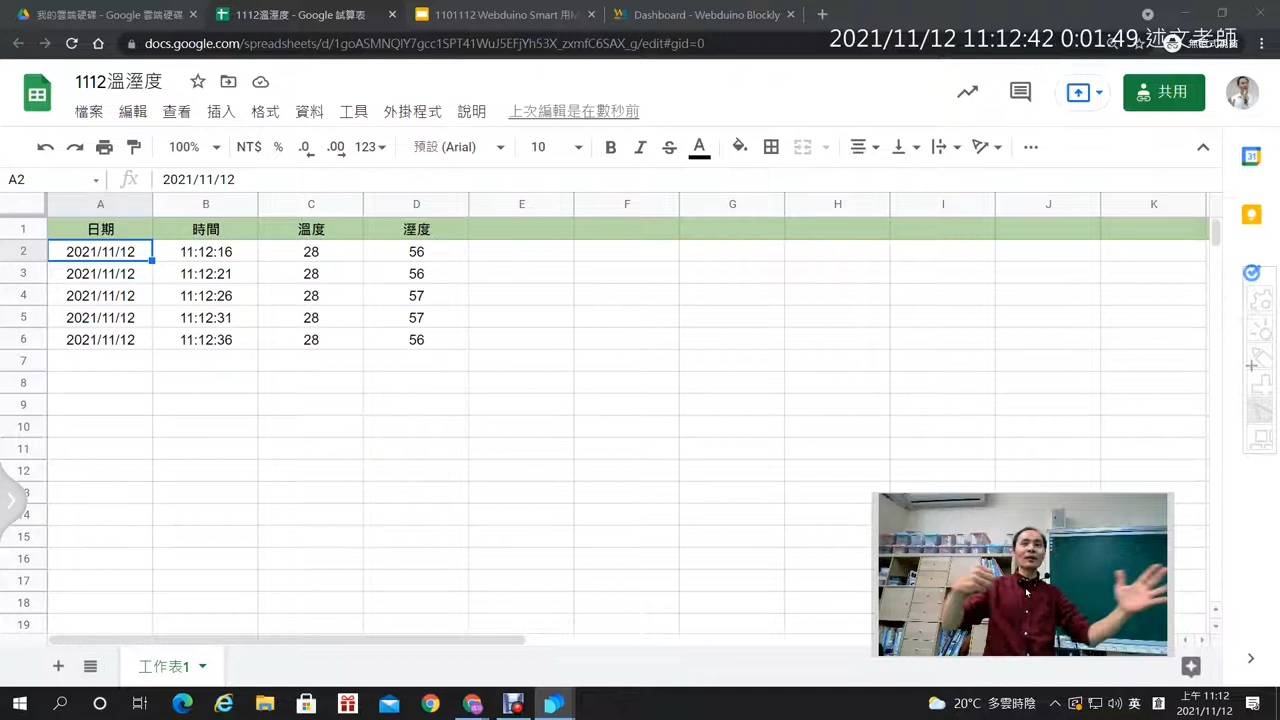 我的雲端硬碟 - Google 雲端硬碟
1112溫溼度 - Google 試算表
1101112 Webduino Smart 用M
Dashboard - Webduino Blockly
docs.google.com/spreadsheets/d/1goASMNQIY7gcc1SPT41WuJ5EFjYh53X_zxmfC6SAX_g/edit#gid=0
2021/11/12 11:12:42 0:01:49 述文老師
1112溫溼度
檔案 編輯 查看 插入 格式 資料 工具 外掛程式 說明 上次編輯是在數秒前
共用
100% NT$ % .0 .00 123 預設 (Arial) 10 B I S A
31
A2 fx 2021/11/12
A B C D E F G H I J K
1 日期 時間 溫度 溼度
2 2021/11/12 11:12:16 28 56
3 2021/11/12 11:12:21 28 56
4 2021/11/12 11:12:26 28 57
5 2021/11/12 11:12:31 28 57
6 2021/11/12 11:12:36 28 56
7
8
9
10
11
12
3
14
15
16
17
18
19
工作表1
20°C 多雲時陰 英
上午 11:12
2021/11/12